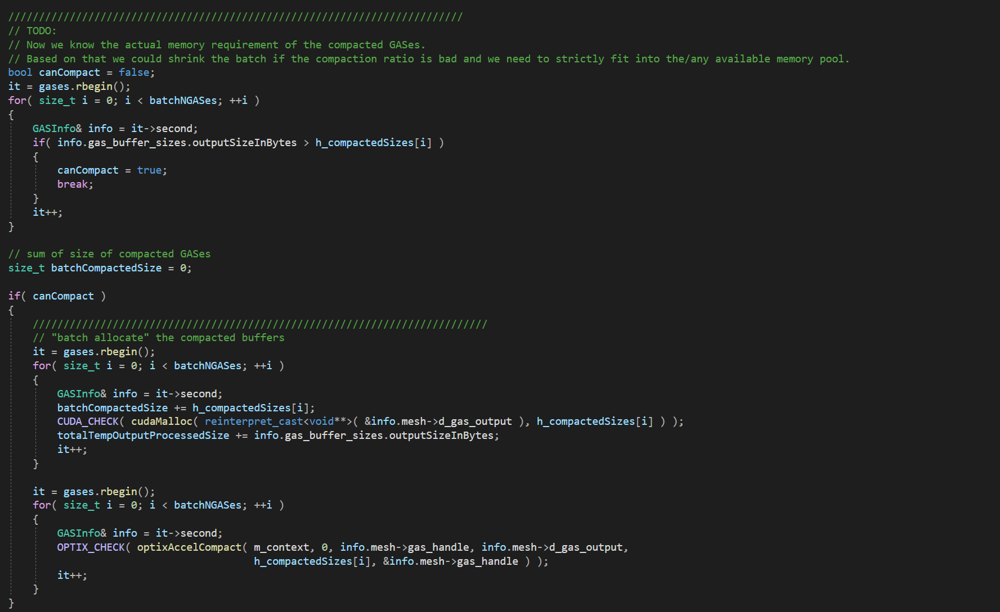 //////////////////////////////////////////////////////////////////////////
// TODO:
// Now we know the actual memory requirement of the compacted GASes.
// Based on that we could shrink the batch if the compaction ratio is bad and we need to strictly fit into the/any available memory pool.
bool canCompact = false;
it = gases.rbegin();
for( size_t i = 0; i < batchNGASes; ++i )
{
    GASInfo& info = it->second;
    if( info.gas_buffer_sizes.outputSizeInBytes > h_compactedSizes[i] )
    {
        canCompact = true;
        break;
    }
    it++;
}

// sum of size of compacted GASes
size_t batchCompactedSize = 0;

if( canCompact )
{
    //////////////////////////////////////////////////////////////////////////
    // "batch allocate" the compacted buffers
    it = gases.rbegin();
    for( size_t i = 0; i < batchNGASes; ++i )
    {
        GASInfo& info = it->second;
        batchCompactedSize += h_compactedSizes[i];
        CUDA_CHECK( cudaMalloc( reinterpret_cast<void**>( &info.mesh->d_gas_output ), h_compactedSizes[i] ) );
        totalTempOutputProcessedSize += info.gas_buffer_sizes.outputSizeInBytes;
        it++;
    }

    it = gases.rbegin();
    for( size_t i = 0; i < batchNGASes; ++i )
    {
        GASInfo& info = it->second;
        OPTIX_CHECK( optixAccelCompact( m_context, 0, info.mesh->gas_handle, info.mesh->d_gas_output,
                                        h_compactedSizes[i], &info.mesh->gas_handle ) );
        it++;
    }
}